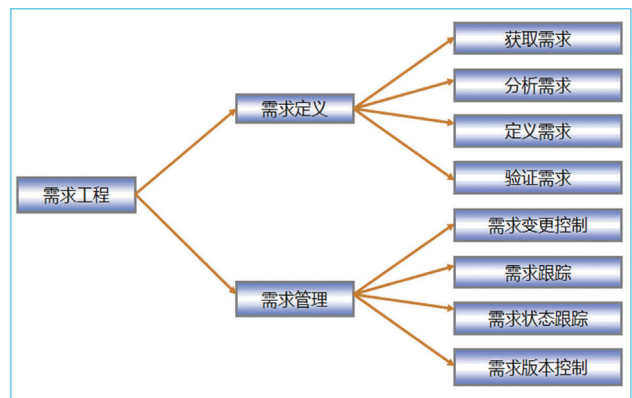 需求工程
需求定义
获取需求
分析需求
定义需求
验证需求
需求管理
需求变更控制
需求跟踪
需求状态跟踪
需求版本控制